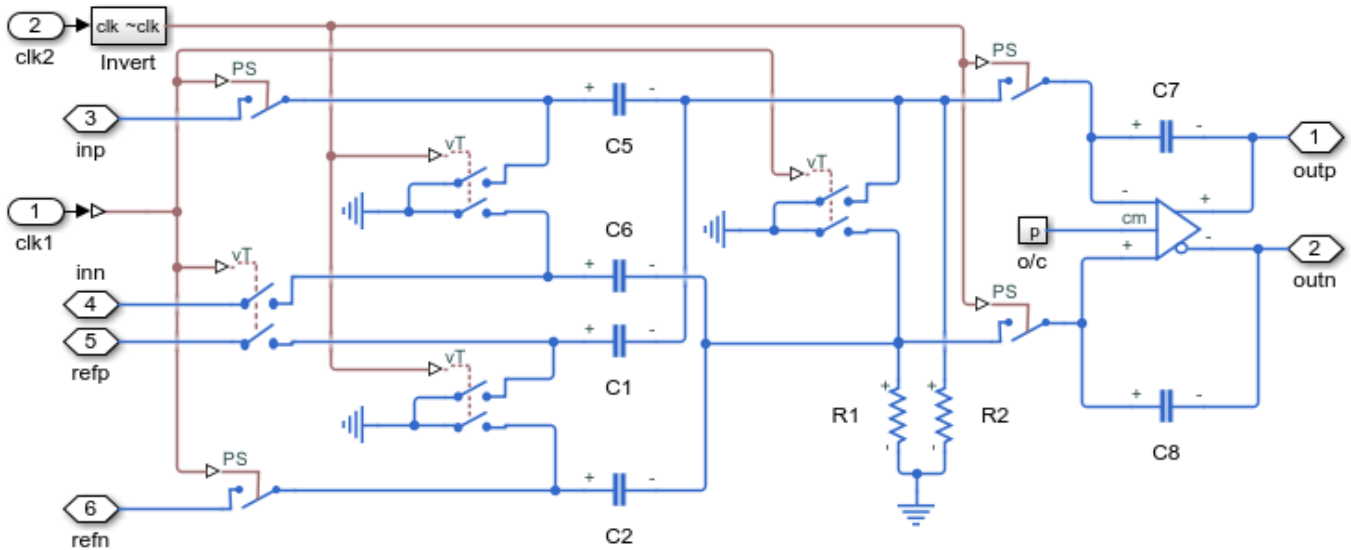 2
clk ~clk
clk2
Invert
PS
PS
+
-
C7
3
inp
+
-
1
outp
C5
vT
vT
-
+
1
clk1
C6
cm
p
o/c
+
-
2
outn
inn
vT
+
-
4
PS
5
refp
+
-
vT
C1
+
+
R1
R2
+
-
-
-
C8
PS
+
-
6
refn
C2